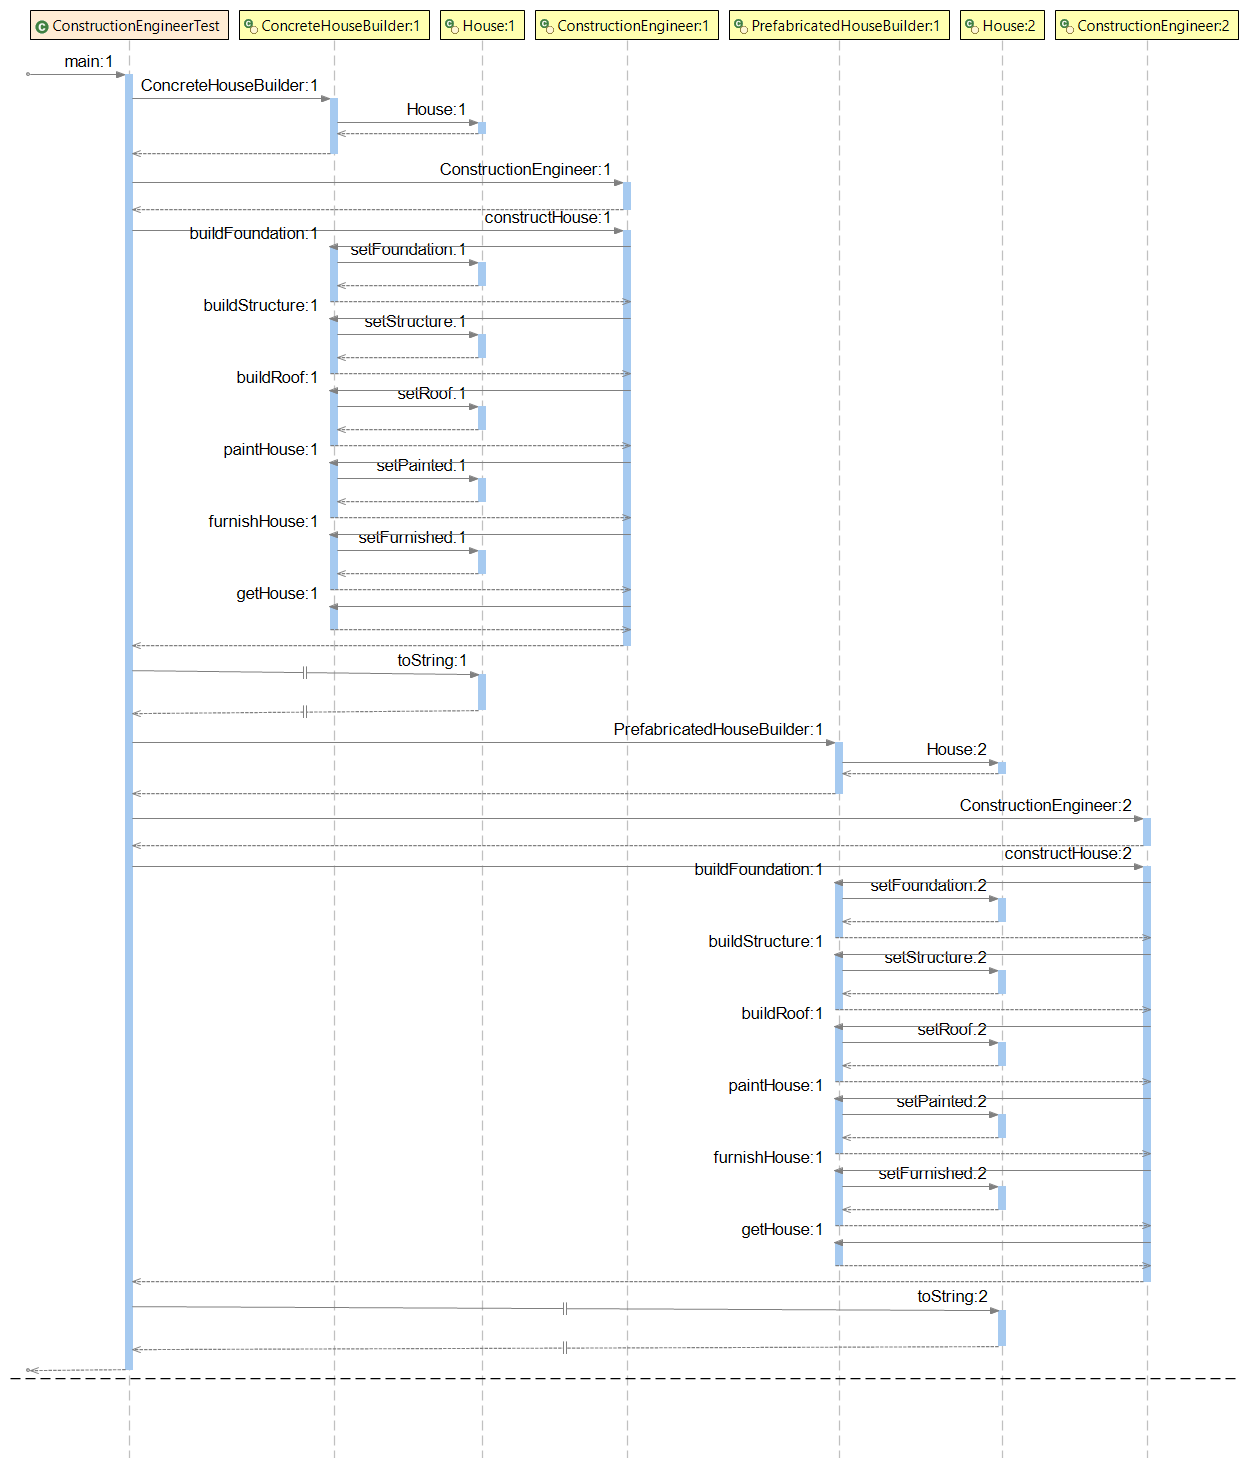 ConstructionEngineerTest
ConcreteHouseBuilder:1
House:1
ConstructionEngineer:1
PrefabricatedHouseBuilder:1
House:2
ConstructionEngineer:2
main:1
ConcreteHouseBuilder:1
House:1
ConstructionEngineer:1
constructHouse:1
buildFoundation:1
setFoundation:1
buildStructure:1
setStructure:1
buildRoof:1
setRoof:1
paintHouse:1
setPainted:1
furnishHouse:1
setFurnished:1
getHouse:1
toString:1
PrefabricatedHouseBuilder:1
House:2
ConstructionEngineer:2
constructHouse:2
buildFoundation:1
setFoundation:2
buildStructure:1
setStructure:2
buildRoof:1
setRoof:2
paintHouse:1
setPainted:2
furnishHouse:1
setFurnished:2
getHouse:1
toString:2